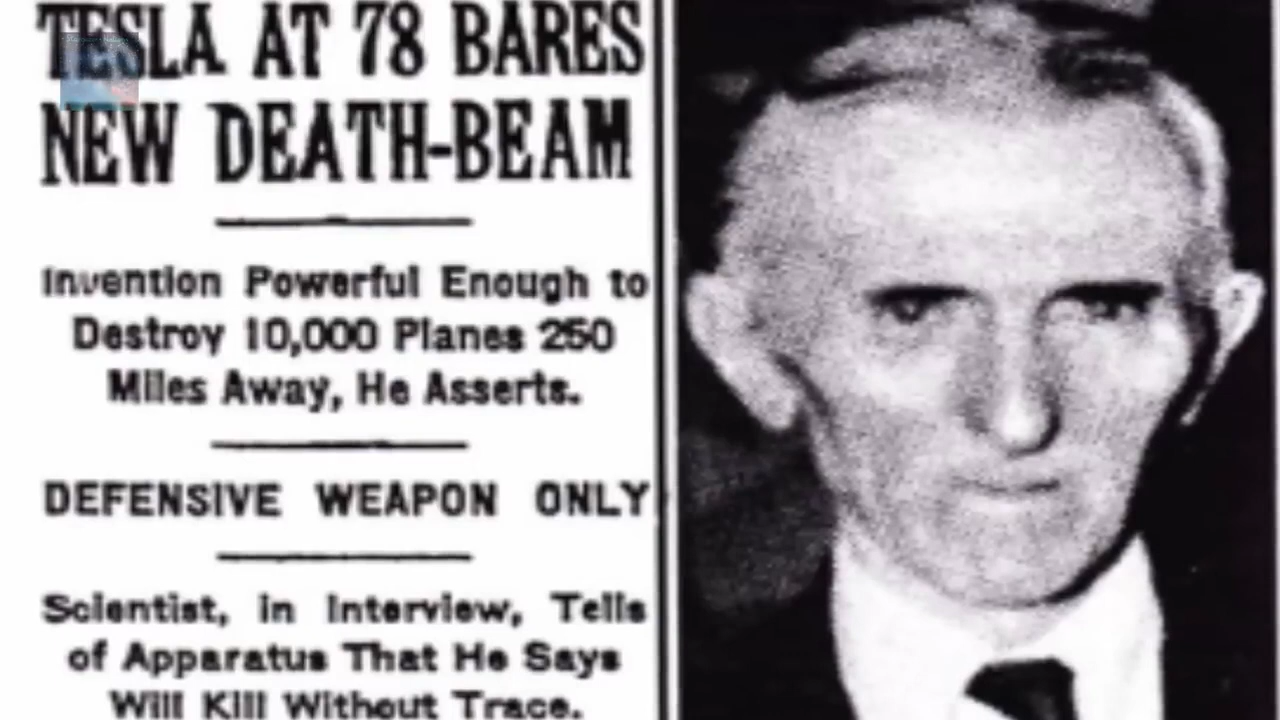 TESLA AT 78 BARES
NEW DEATH-BEAM
Invention Powerful Enough to
Destroy 10,000 Planes 250
Miles Away, He Asserts.
DEFENSIVE WEAPON ONLY
Scientist, in Interview, Tells
of Apparatus That He Says
Will Kill Without Trace.